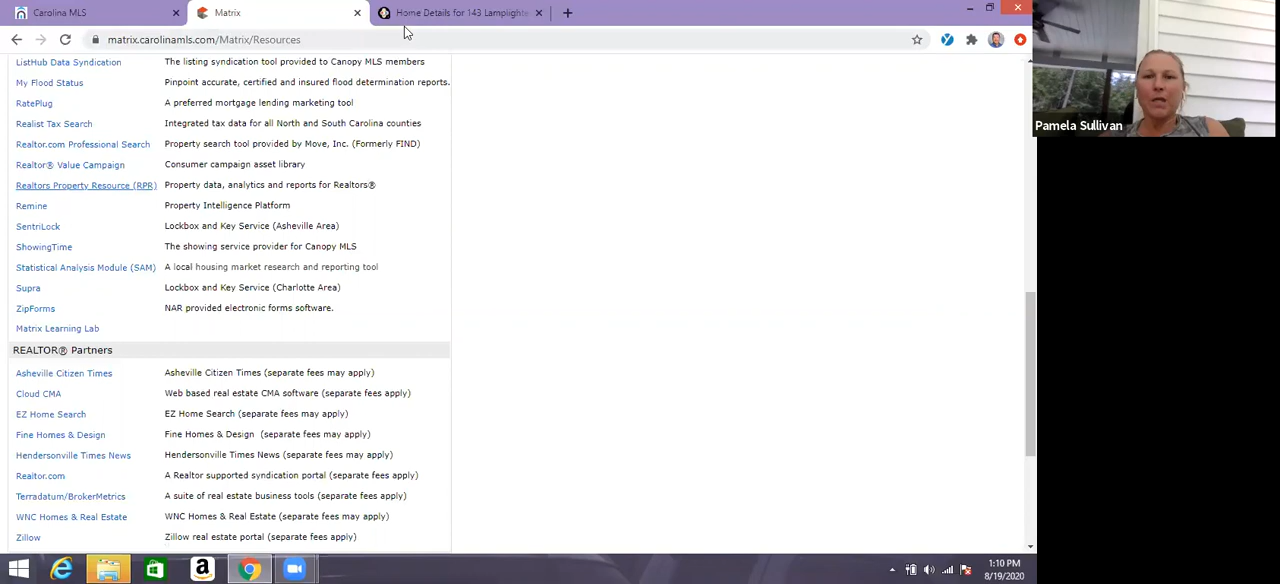 Carolina MLS
Matrix
Home Details for 143 Lamplighte
matrix.carolinamls.com/Matrix/Resources
ListHub Data Syndication The listing syndication tool provided to Canopy MLS members
My Flood Status Pinpoint accurate, certified and insured flood determination reports.
RatePlug A preferred mortgage lending marketing tool
Realist Tax Search Integrated tax data for all North and South Carolina counties
Realtor.com Professional Search Property search tool provided by Move, Inc. (Formerly FIND)
Realtor® Value Campaign Consumer campaign asset library
Realtors Property Resource (RPR) Property data, analytics and reports for Realtors®
Remine Property Intelligence Platform
SentriLock Lockbox and Key Service (Asheville Area)
ShowingTime The showing service provider for Canopy MLS
Statistical Analysis Module (SAM) A local housing market research and reporting tool
Supra Lockbox and Key Service (Charlotte Area)
ZipForms NAR provided electronic forms software.
Matrix Learning Lab
REALTOR® Partners
Asheville Citizen Times Asheville Citizen Times (separate fees may apply)
Cloud CMA Web based real estate CMA software (separate fees apply)
EZ Home Search EZ Home Search (separate fees may apply)
Fine Homes & Design Fine Homes & Design (separate fees may apply)
Hendersonville Times News Hendersonville Times News (separate fees may apply)
Realtor.com A Realtor supported syndication portal (separate fees apply)
Terradatum/BrokerMetrics A suite of real estate business tools (separate fees apply)
WNC Homes & Real Estate WNC Homes & Real Estate (separate fees may apply)
Zillow Zillow real estate portal (separate fees apply)
Pamela Sullivan
1:10 PM
8/19/2020